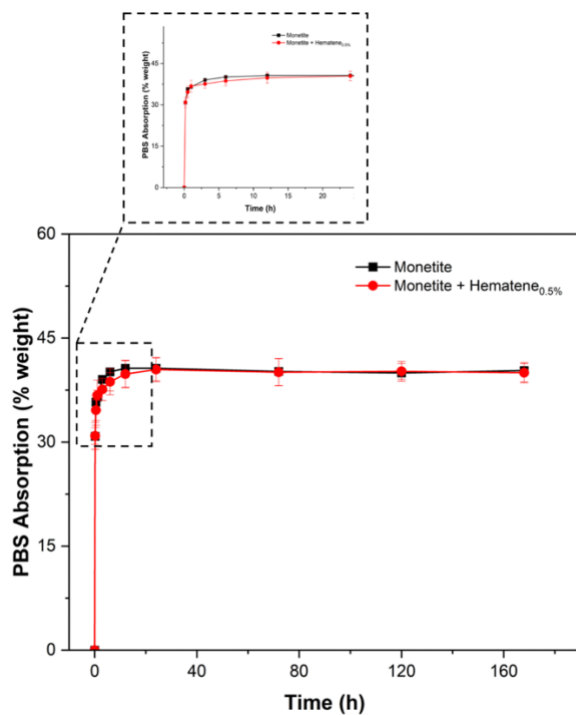 Monetite
Monetite + Hematene0.5%
45
30
15
0
PBS Absorption (% weight)
0
5
10
15
20
Time (h)
60
45
30
15
0
PBS Absorption (% weight)
Monetite
Monetite + Hematene0.5%
0
40
80
120
160
Time (h)